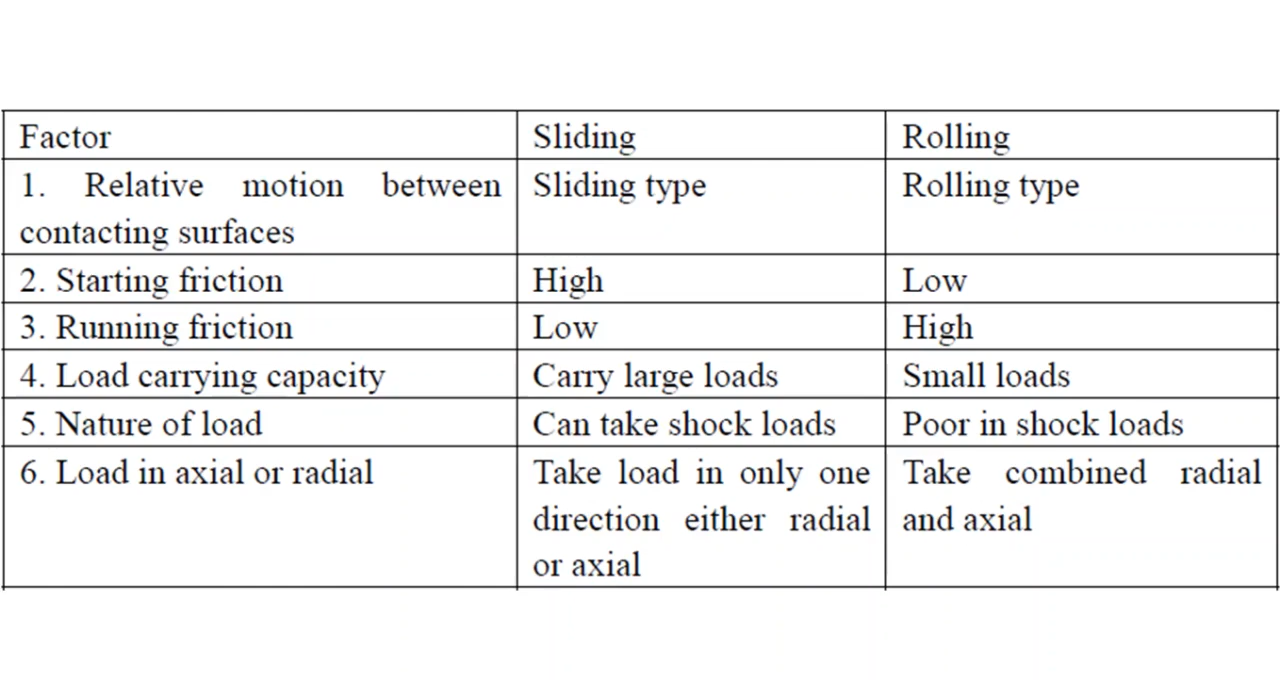 Factor Sliding Rolling
1. Relative motion between Sliding type Rolling type
contacting surfaces
2. Starting friction High Low
3. Running friction Low High
4. Load carrying capacity Carry large loads Small loads
5. Nature of load Can take shock loads Poor in shock loads
6. Load in axial or radial Take load in only one Take combined radial
direction either radial and axial
or axial